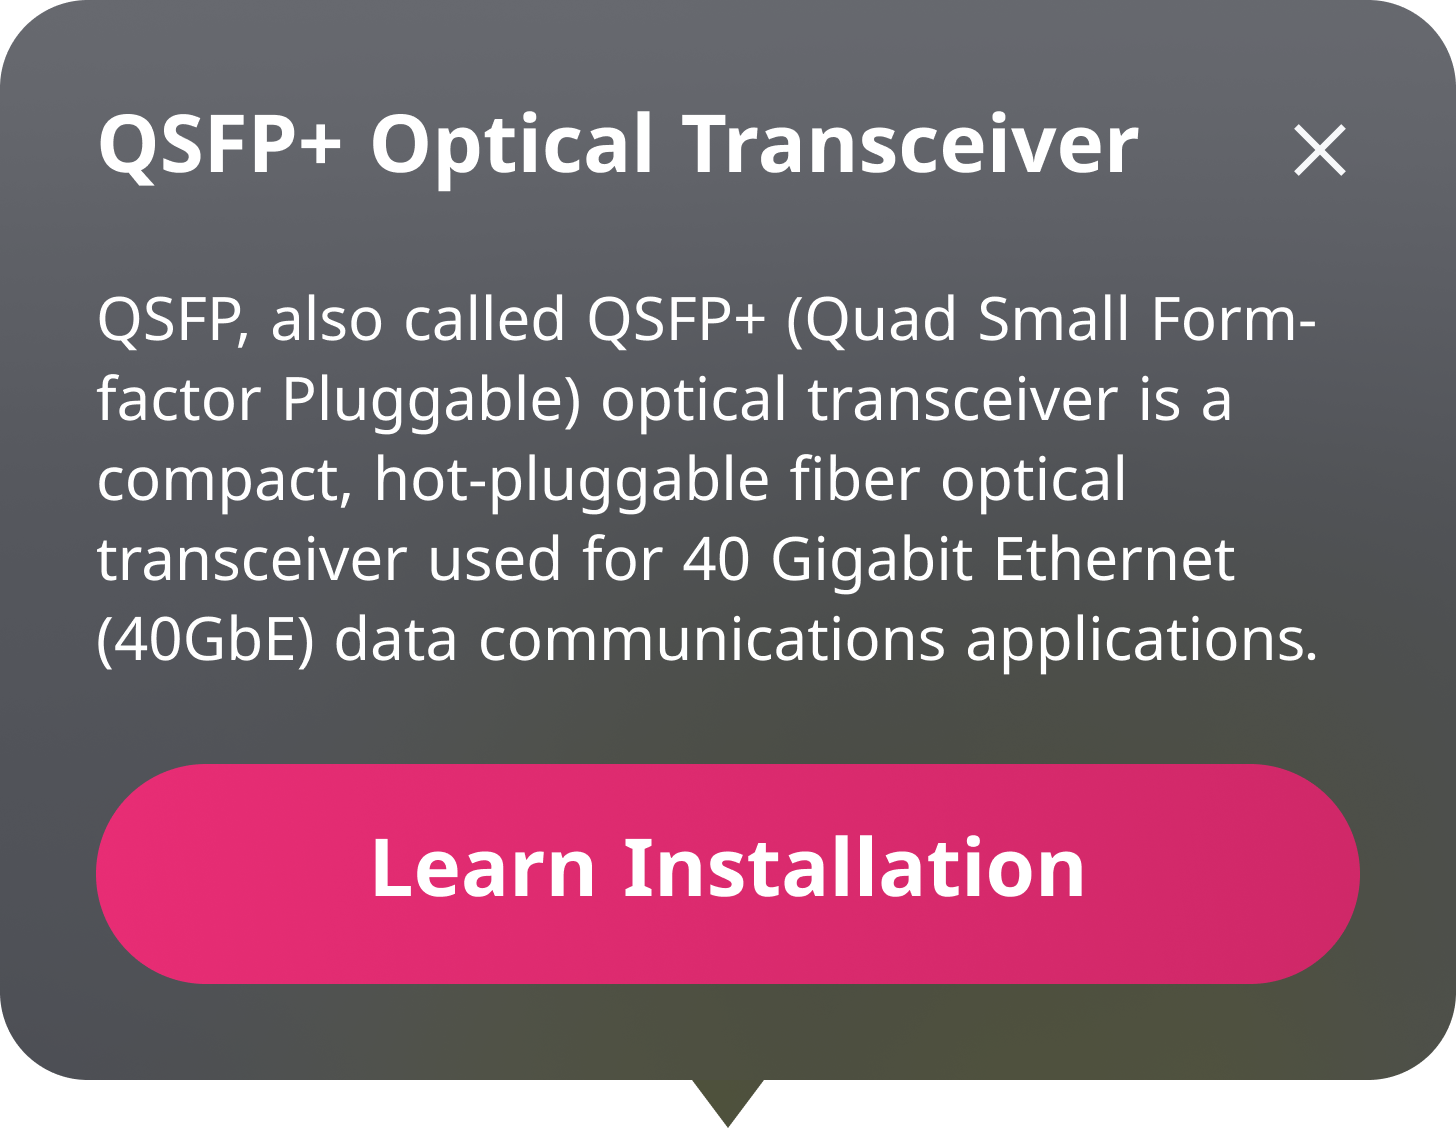 QSFP+ Optical Transceiver
QSFP, also called QSFP+ (Quad Small Form-
factor Pluggable) optical transceiver is a
compact, hot-pluggable fiber optical
transceiver used for 40 Gigabit Ethernet
(40GbE) data communications applications.
Learn Installation